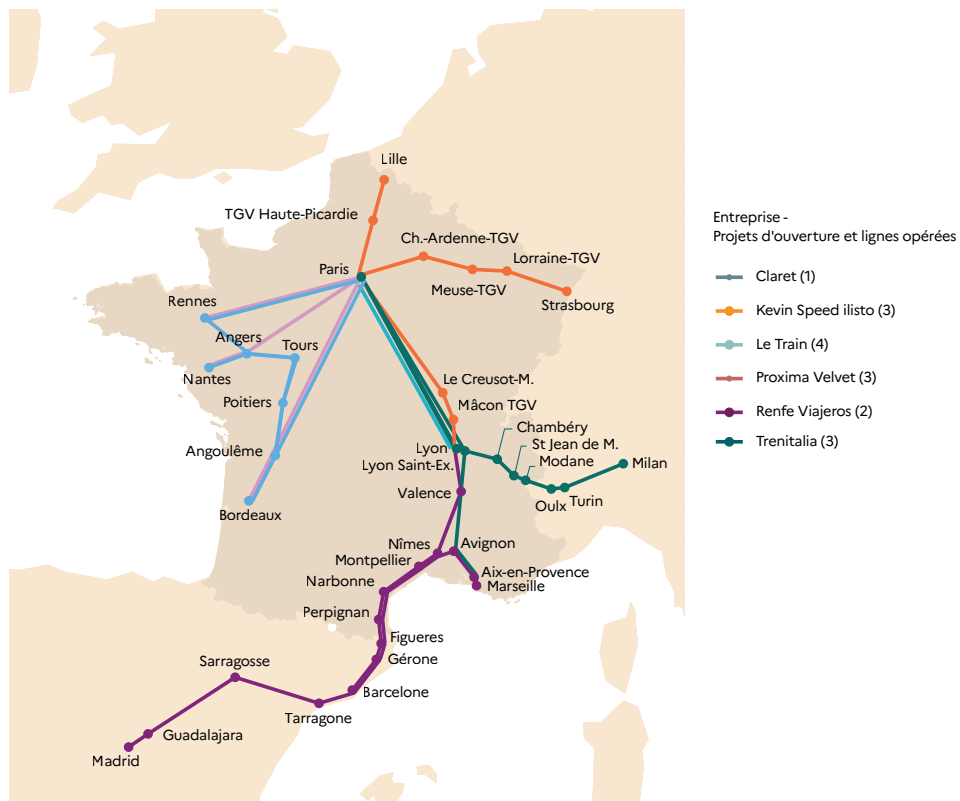 Lille
TGV Haute-Picardie
Ch.-Ardenne-TGV
Lorraine-TGV
Paris
Meuse-TGV
Strasbourg
Rennes
Angers
Tours
Nantes
Poitiers
Le Creusot-M.
Mâcon TGV
Angoulême
Chambéry
Lyon
St Jean de M.
Lyon Saint-Ex.
Modane
Milan
Valence
Oulx
Turin
Bordeaux
Nîmes
Avignon
Montpellier
Aix-en-Provence
Narbonne
Marseille
Perpignan
Figueres
Gérone
Sarragosse
Barcelone
Tarragone
Guadalajara
Madrid
Entreprise -
Projets d'ouverture et lignes opérées
Claret (1)
Kevin Speed ilisto (3)
Le Train (4)
Proxima Velvet (3)
Renfe Viajeros (2)
Trenitalia (3)